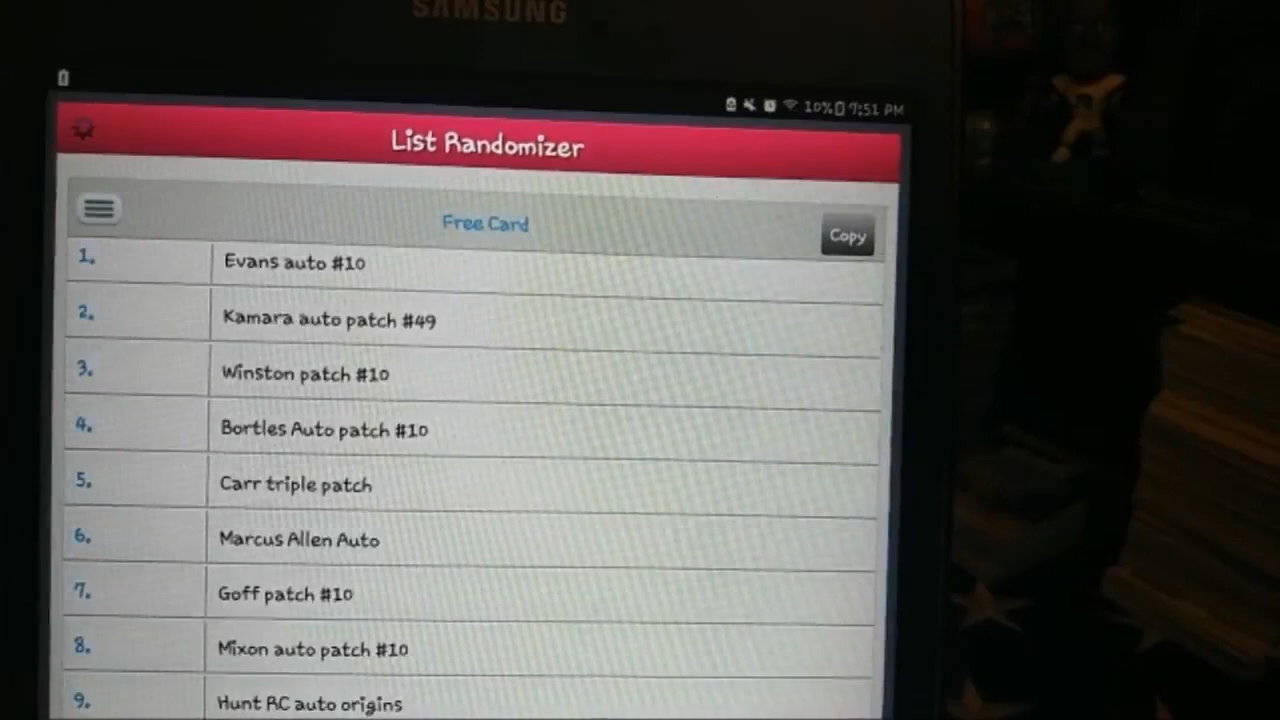 SAMSUNG
10% 7:51 PM
List Randomizer
Free Card
Copy
1. Evans auto #10
2. Kamara auto patch #49
3. Winston patch #10
4. Bortles Auto patch #10
5. Carr triple patch
6. Marcus Allen Auto
7. Goff patch #10
8. Mixon auto patch #10
9. Hunt RC auto origins